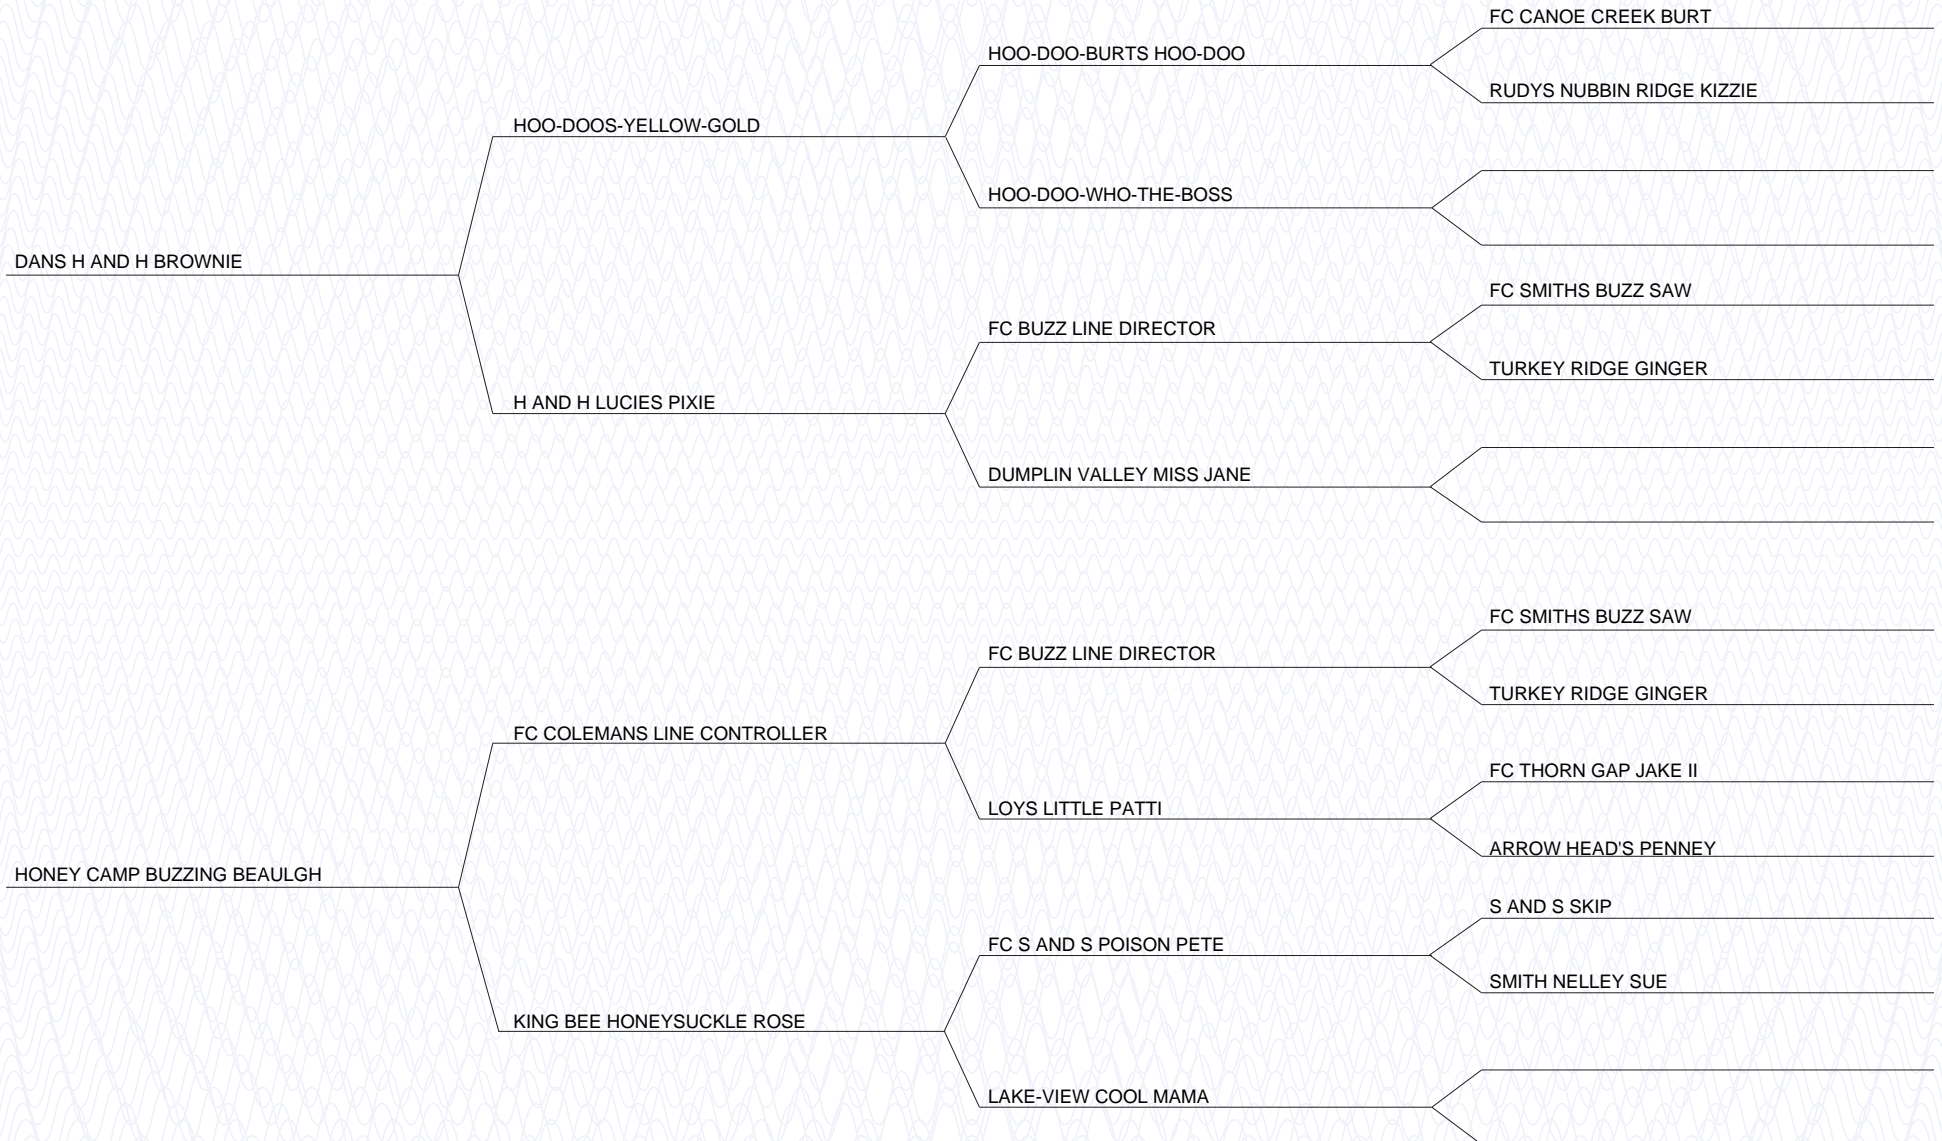 FC CANOE CREEK BURT
HOO-DOO-BURTS HOO-DOO
RUDYS NUBBIN RIDGE KIZZIE
HOO-DOOS-YELLOW-GOLD
HOO-DOO-WHO-THE-BOSS
DANS H AND H BROWNIE
FC SMITHS BUZZ SAW
FC BUZZ LINE DIRECTOR
TURKEY RIDGE GINGER
H AND H LUCIES PIXIE
DUMPLIN VALLEY MISS JANE
FC SMITHS BUZZ SAW
FC BUZZ LINE DIRECTOR
TURKEY RIDGE GINGER
FC COLEMANS LINE CONTROLLER
FC THORN GAP JAKE II
LOYS LITTLE PATTI
ARROW HEAD'S PENNEY
HONEY CAMP BUZZING BEAULGH
S AND S SKIP
FC S AND S POISON PETE
SMITH NELLEY SUE
KING BEE HONEYSUCKLE ROSE
LAKE-VIEW COOL MAMA